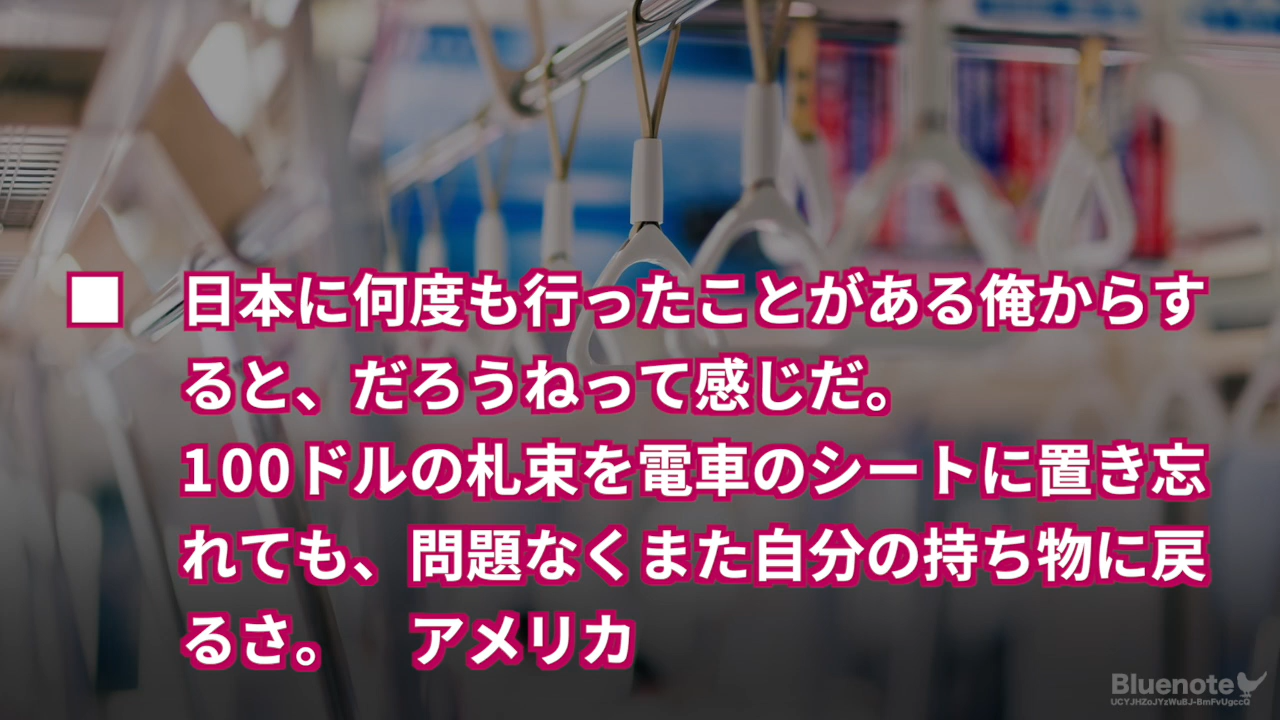 ■ 日本に何度も行ったことがある俺からす
ると、だろうねって感じだ。
100ドルの札束を電車のシートに置き忘
れても、問題なくまた自分の持ち物に戻
るさ。 アメリカ
Bluenote
UCYJHZoJYzWuBJ-BmFvUgccQ